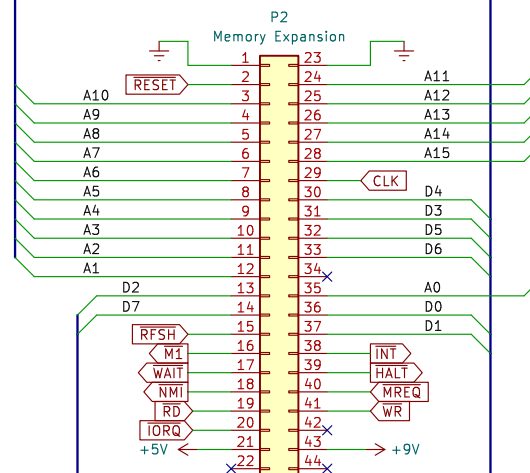 P2
Memory Expansion
1 23
RESET 2 24 A11
A10 3 25 A12
A9 4 26 A13
A8 5 27 A14
A7 6 28 A15
A6 7 29 CLK
A5 8 30 D4
A4 9 31 D3
A3 10 32 D5
A2 11 33 D6
A1 12 34
D2 13 35 A0
D7 14 36 D0
RFSH 15 37 D1
M1 16 38 INT
WAIT 17 39 HALT
NMI 18 40 MREQ
RD 19 41 WR
IORQ 20 42
+5V 21 43 +9V
22 44